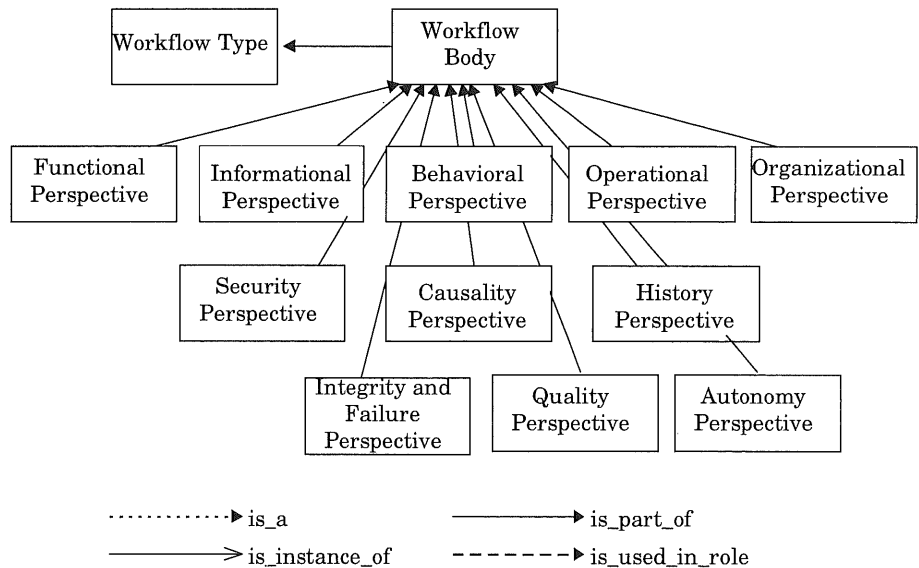 Workflow Type
Workflow
Body
Functional
Perspective
Informational
Perspective
Behavioral
Perspective
Operational
Perspective
Organizational
Perspective
Security
Perspective
Causality
Perspective
History
Perspective
Integrity and
Failure
Perspective
Quality
Perspective
Autonomy
Perspective
is_a
is_part_of
is_instance_of
is_used_in_role